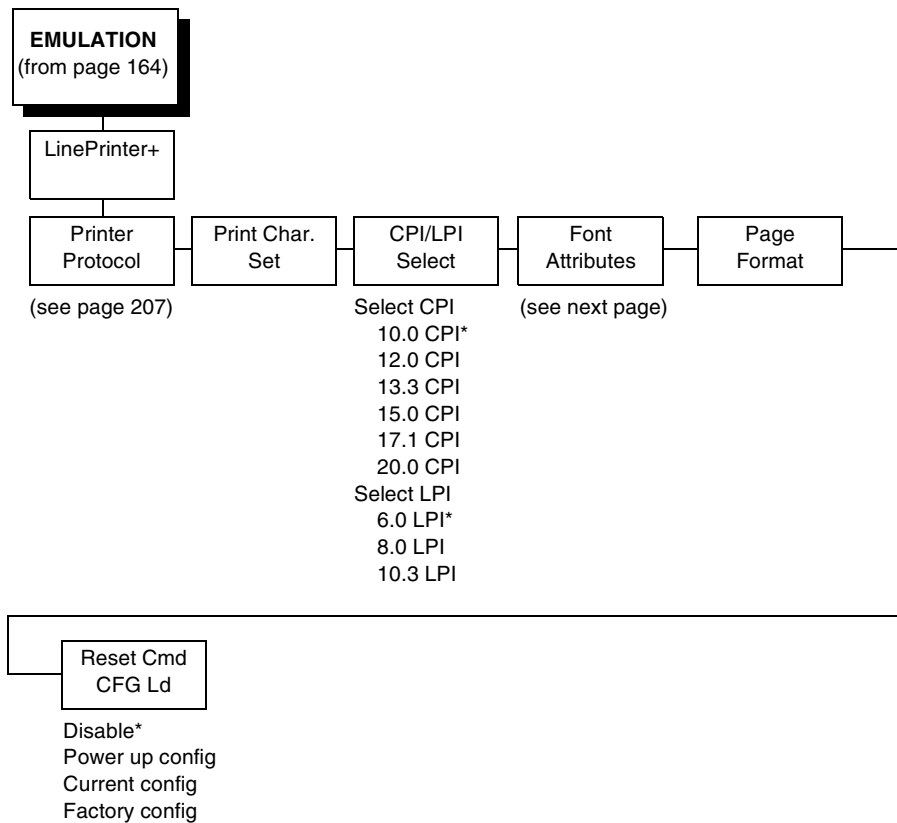 EMULATION
(from page 164)
LinePrinter+
Printer
Protocol
(see page 207)
Print Char.
Set
CPI/LPI
Select
Select CPI
10.0 CPI*
12.0 CPI
13.3 CPI
15.0 CPI
17.1 CPI
20.0 CPI
Select LPI
6.0 LPI*
8.0 LPI
10.3 LPI
Font
Attributes
(see next page)
Page
Format
Reset Cmd
CFG Ld
Disable*
Power up config
Current config
Factory config